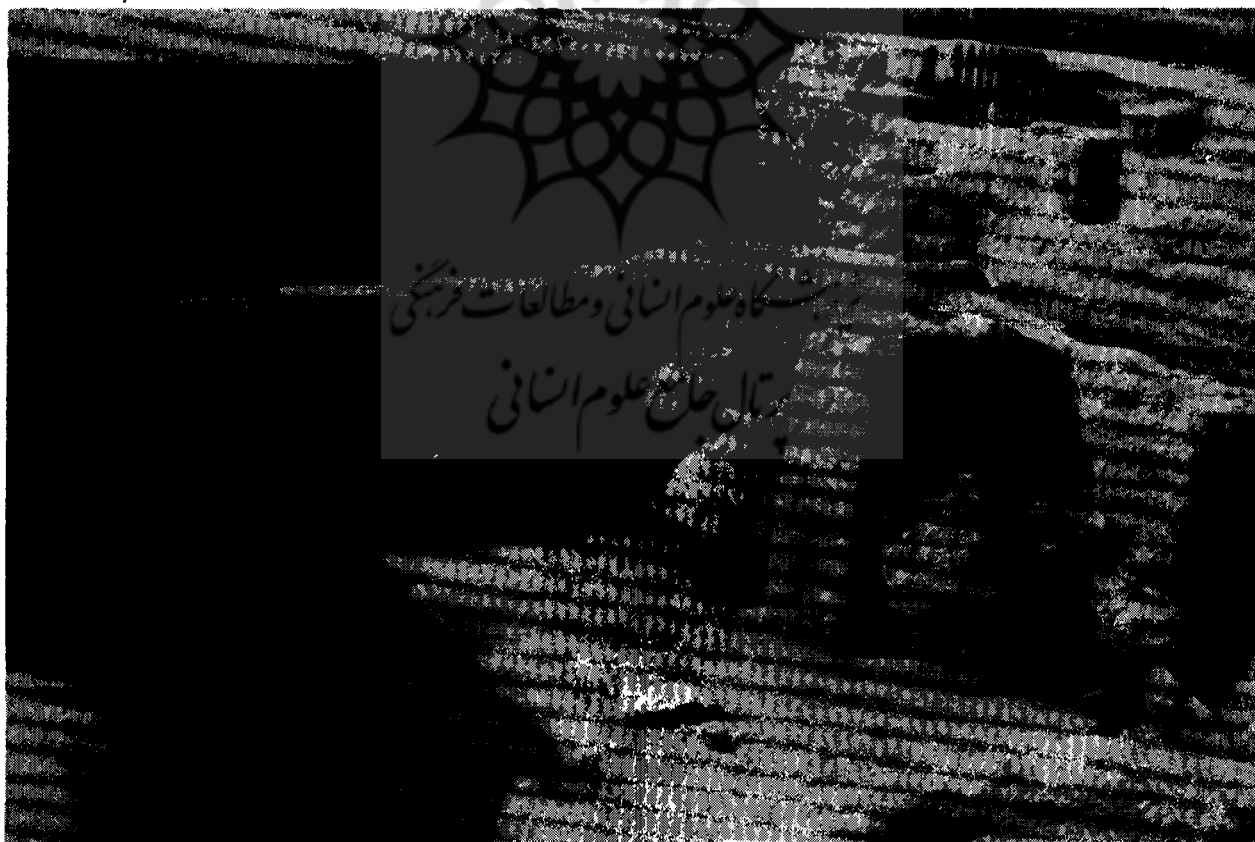 پژوهشگاه علوم انسانی و مطالعات فرهنگی
پرتال جامع علوم انسانی